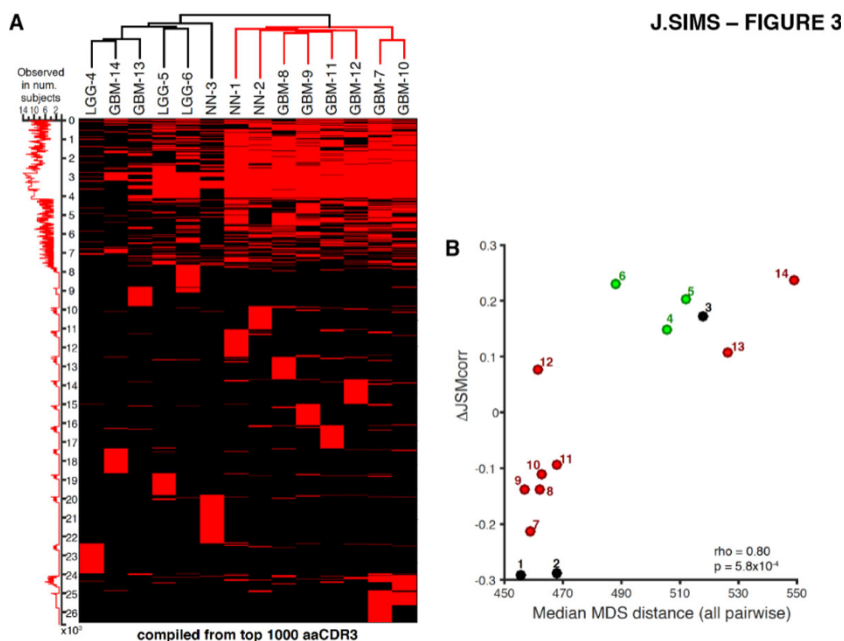 J.SIMS – FIGURE 3
A
LGG-4
GBM-14
GBM-13
LGG-5
LGG-6
NN-3
NN-1
NN-2
GBM-8
GBM-9
GBM-11
GBM-12
GBM-7
GBM-10
Observed
in num.
subjects
14 10 6 2
0
1
2
3
4
5
6
7
8
9
10
11
12
13
14
15
16
17
18
19
20
21
22
23
24
25
26
x10³
compiled from top 1000 aaCDR3
B
0.3
0.2
0.1
0
-0.1
-0.2
-0.3
ΔJSMcorr
14
6
5
3
4
13
12
11
10
9
8
7
1
2
rho = 0.80
p = 5.8x10⁻⁴
450 470 490 510 530 550
Median MDS distance (all pairwise)